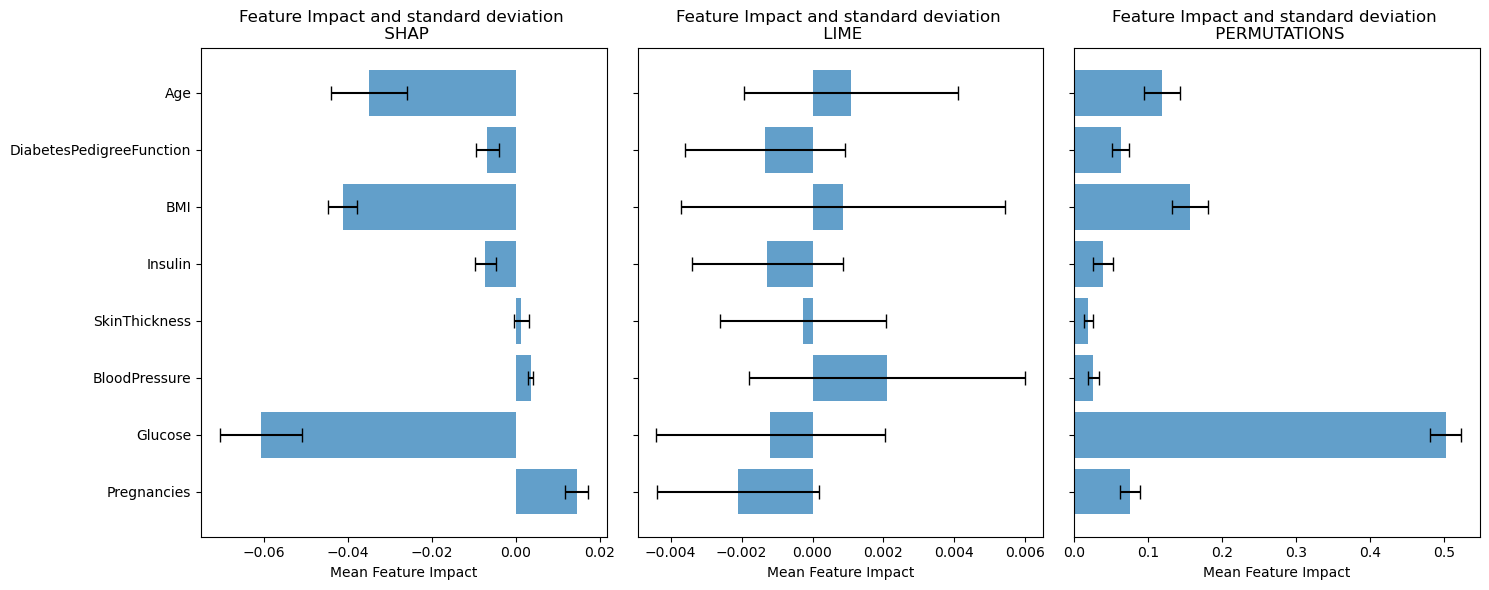 Feature Impact and standard deviation
SHAP
Age
DiabetesPedigreeFunction
BMI
Insulin
SkinThickness
BloodPressure
Glucose
Pregnancies
−0.06 −0.04 −0.02 0.00 0.02
Mean Feature Impact
Feature Impact and standard deviation
LIME
−0.004 −0.002 0.000 0.002 0.004 0.006
Mean Feature Impact
Feature Impact and standard deviation
PERMUTATIONS
0.0 0.1 0.2 0.3 0.4 0.5
Mean Feature Impact